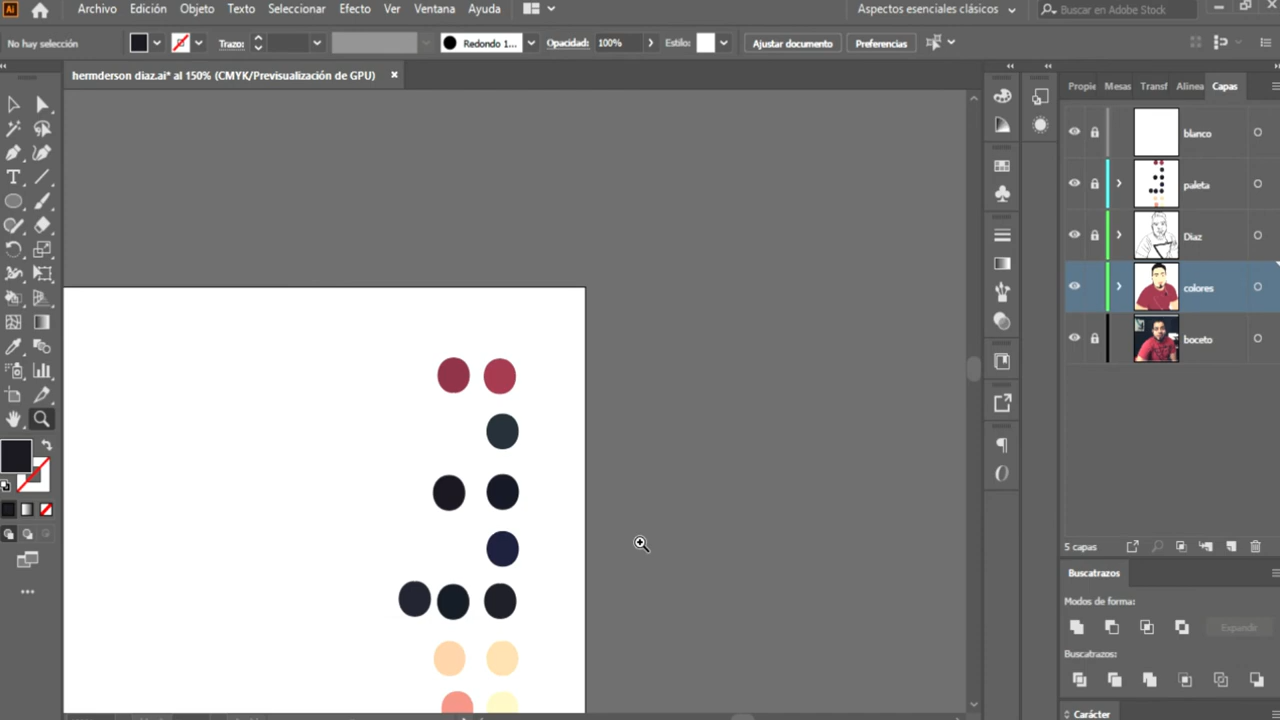 Ai
Archivo Edición Objeto Texto Seleccionar Efecto Ver Ventana Ayuda
Aspectos esenciales clásicos
Buscar en Adobe Stock
No hay selección
Trazo:
Redondo 1...
Opacidad: 100%
Estilo:
Ajustar documento
Preferencias
hermderson diaz.ai* al 150% (CMYK/Previsualización de GPU)
Propie Mesas Transf Alinea Capas
blanco
paleta
Diaz
colores
boceto
5 capas
Buscatrazos
Modos de forma:
Expandir
Buscatrazos:
Carácter